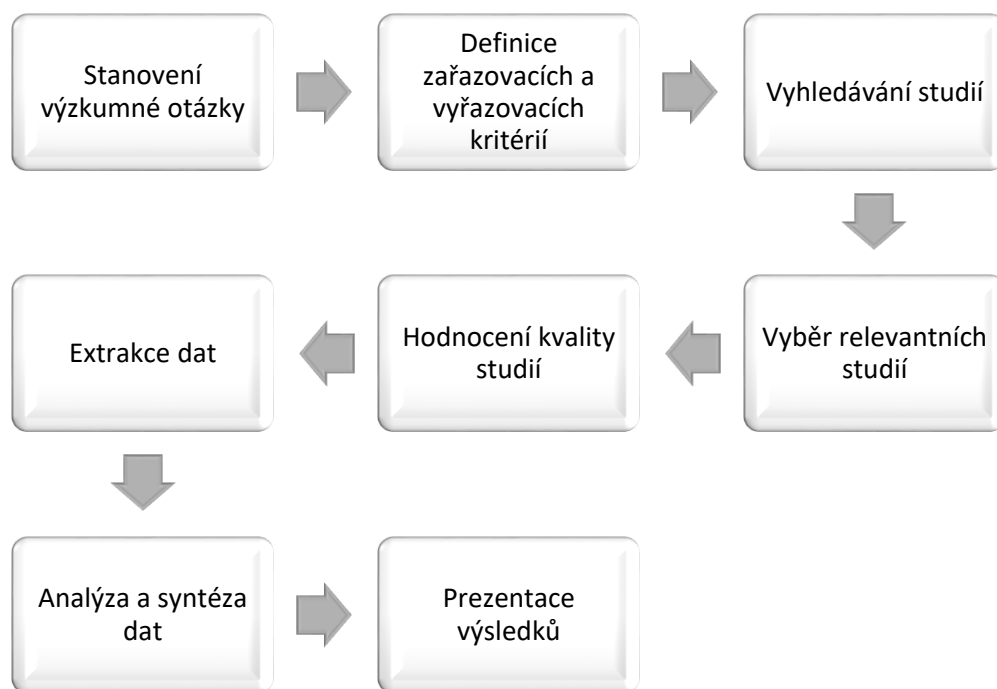 Stanovení
výzkumné otázky
Definice
zařazovacích a
vyřazovacích
kritérií
Vyhledávání studií
Vyběr relevantních
studií
Hodnocení kvality
studií
Extrakce dat
Analýza a syntéza
dat
Prezentace
výsledků